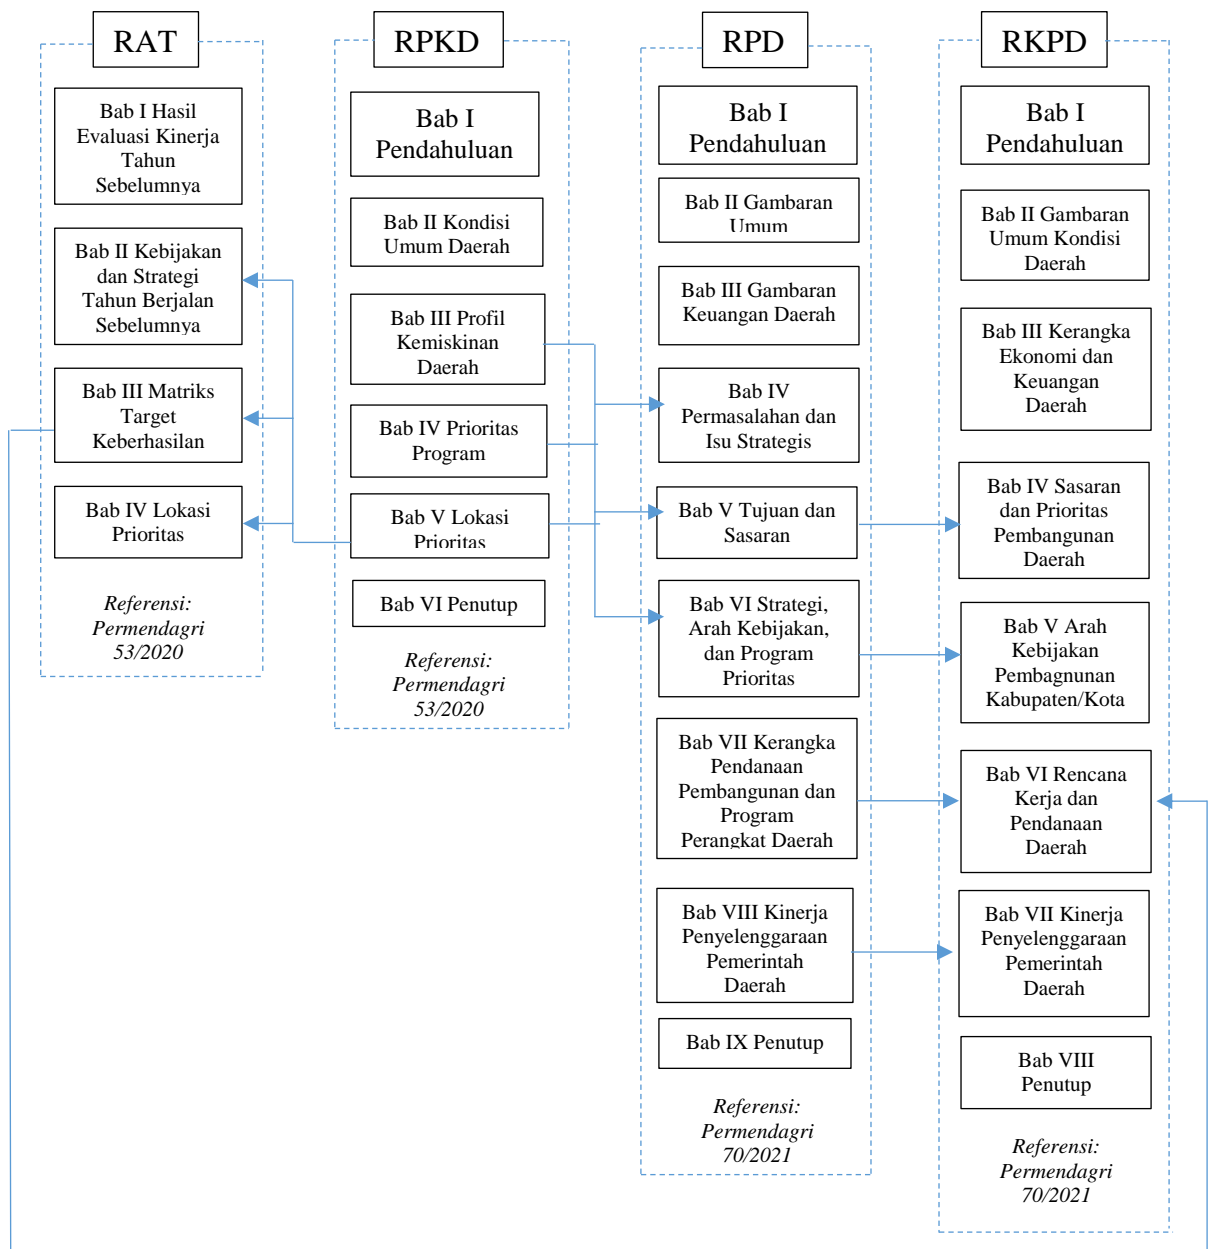 RAT
Bab I Hasil
Evaluasi Kinerja
Tahun
Sebelumnya
Bab II Kebijakan
dan Strategi
Tahun Berjalan
Sebelumnya
Bab III Matriks
Target
Keberhasilan
Bab IV Lokasi
Prioritas
Referensi:
Permendagri
53/2020
RPKD
Bab I
Pendahuluan
Bab II Kondisi
Umum Daerah
Bab III Profil
Kemiskinan
Daerah
Bab IV Prioritas
Program
Bab V Lokasi
Prioritas
Bab VI Penutup
Referensi:
Permendagri
53/2020
RPD
Bab I
Pendahuluan
Bab II Gambaran
Umum
Bab III Gambaran
Keuangan Daerah
Bab IV
Permasalahan dan
Isu Strategis
Bab V Tujuan dan
Sasaran
Bab VI Strategi,
Arah Kebijakan,
dan Program
Prioritas
Bab VII Kerangka
Pendanaan
Pembangunan dan
Program
Perangkat Daerah
Bab VIII Kinerja
Penyelenggaraan
Pemerintah
Daerah
Bab IX Penutup
Referensi:
Permendagri
70/2021
RKPD
Bab I
Pendahuluan
Bab II Gambaran
Umum Kondisi
Daerah
Bab III Kerangka
Ekonomi dan
Keuangan
Daerah
Bab IV Sasaran
dan Prioritas
Pembangunan
Daerah
Bab V Arah
Kebijakan
Pembagnunan
Kabupaten/Kota
Bab VI Rencana
Kerja dan
Pendanaan
Daerah
Bab VII Kinerja
Penyelenggaraan
Pemerintah
Daerah
Bab VIII
Penutup
Referensi:
Permendagri
70/2021